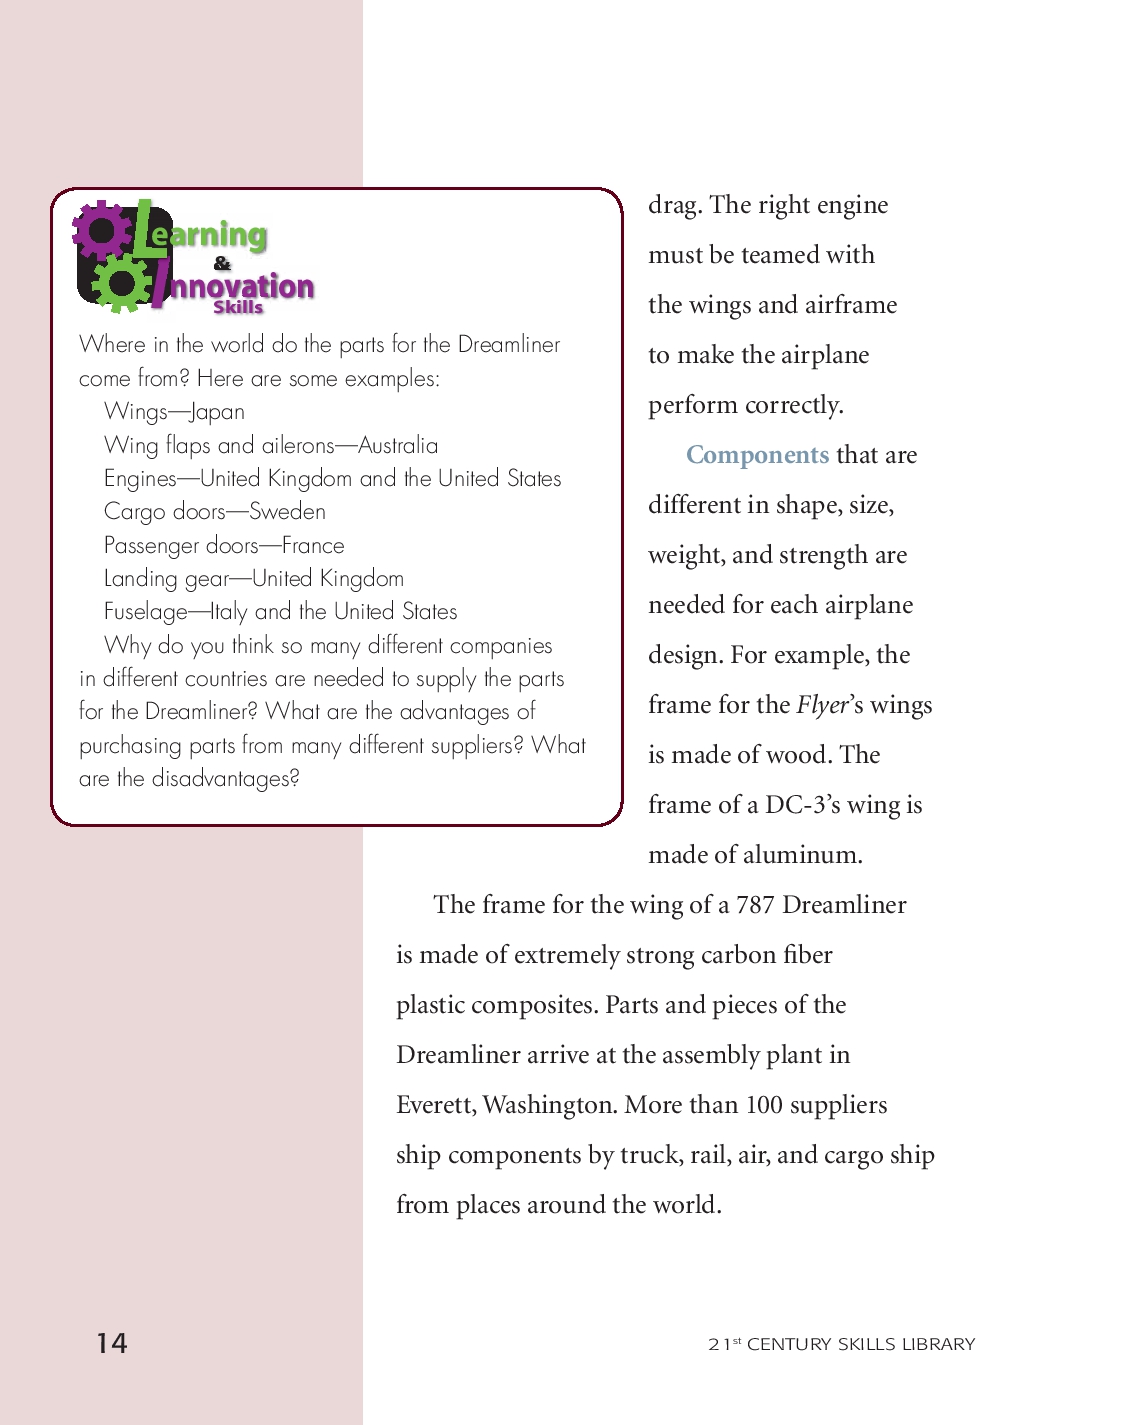 Learning
&
Innovation
Skills
Where in the world do the parts for the Dreamliner
come from? Here are some examples:
Wings—Japan
Wing flaps and ailerons—Australia
Engines—United Kingdom and the United States
Cargo doors—Sweden
Passenger doors—France
Landing gear—United Kingdom
Fuselage—Italy and the United States
Why do you think so many different companies
in different countries are needed to supply the parts
for the Dreamliner? What are the advantages of
purchasing parts from many different suppliers? What
are the disadvantages?
drag. The right engine
must be teamed with
the wings and airframe
to make the airplane
perform correctly.
Components that are
different in shape, size,
weight, and strength are
needed for each airplane
design. For example, the
frame for the Flyer’s wings
is made of wood. The
frame of a DC-3’s wing is
made of aluminum.
The frame for the wing of a 787 Dreamliner
is made of extremely strong carbon fiber
plastic composites. Parts and pieces of the
Dreamliner arrive at the assembly plant in
Everett, Washington. More than 100 suppliers
ship components by truck, rail, air, and cargo ship
from places around the world.
14
21st CENTURY SKILLS LIBRARY